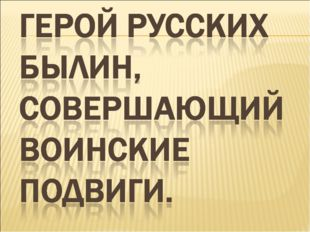 ГЕРОЙ РУССКИХ
БЫЛИН,
СОВЕРШАЮЩИЙ
ВОИНСКИЕ
ПОДВИГИ.